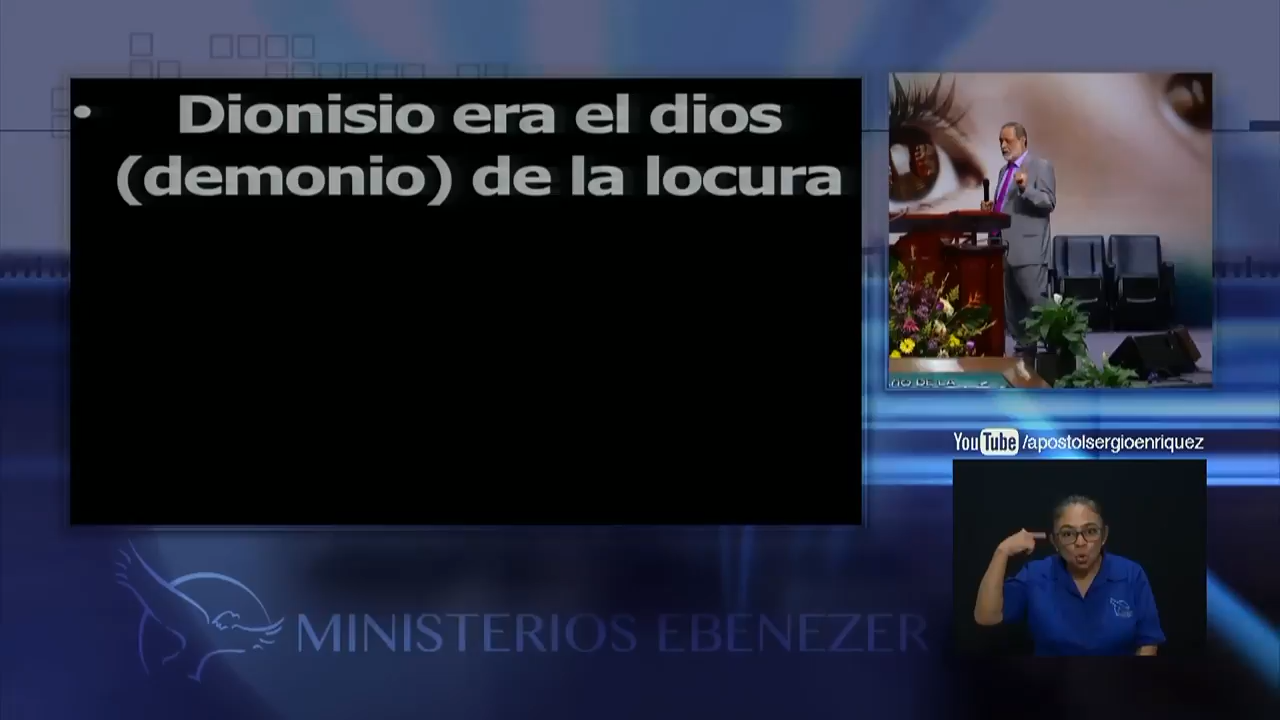 • Dionisio era el dios
(demonio) de la locura
YouTube /apostolsergioenriquez
MINISTERIOS EBENEZER